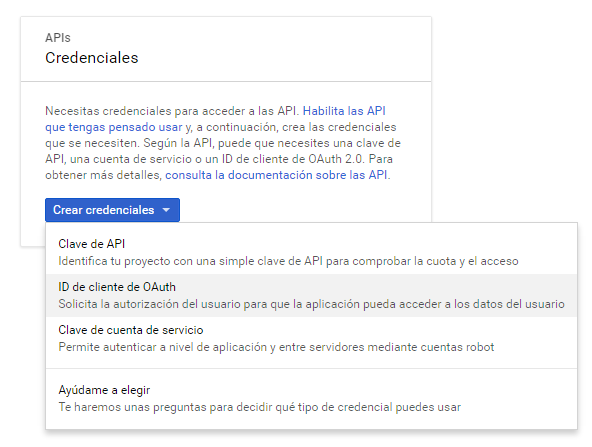 APIs
Credenciales
Necesitas credenciales para acceder a las API. Habilita las API
que tengas pensado usar y, a continuación, crea las credenciales
que se necesiten. Según la API, puede que necesites una clave de
API, una cuenta de servicio o un ID de cliente de OAuth 2.0. Para
obtener más detalles, consulta la documentación sobre las API.
Crear credenciales
Clave de API
Identifica tu proyecto con una simple clave de API para comprobar la cuota y el acceso
ID de cliente de OAuth
Solicita la autorización del usuario para que la aplicación pueda acceder a los datos del usuario
Clave de cuenta de servicio
Permite autenticar a nivel de aplicación y entre servidores mediante cuentas robot
Ayúdame a elegir
Te haremos unas preguntas para decidir qué tipo de credencial puedes usar